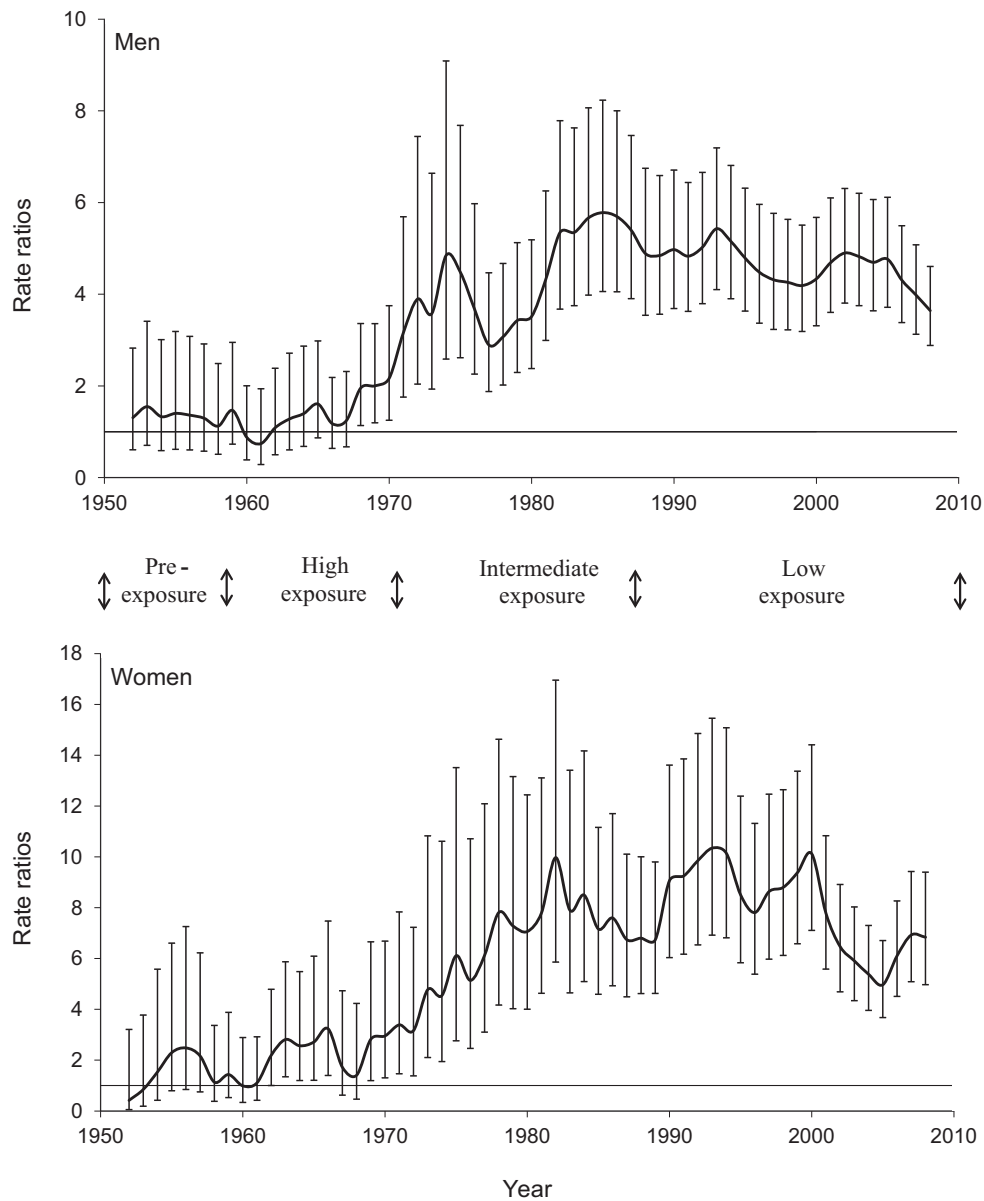 Men
10
8
6
4
2
0
Rate ratios
1950 1960 1970 1980 1990 2000 2010
Pre- High Intermediate Low
exposure exposure exposure exposure
Women
18
16
14
12
10
8
6
4
2
0
Rate ratios
1950 1960 1970 1980 1990 2000 2010
Year